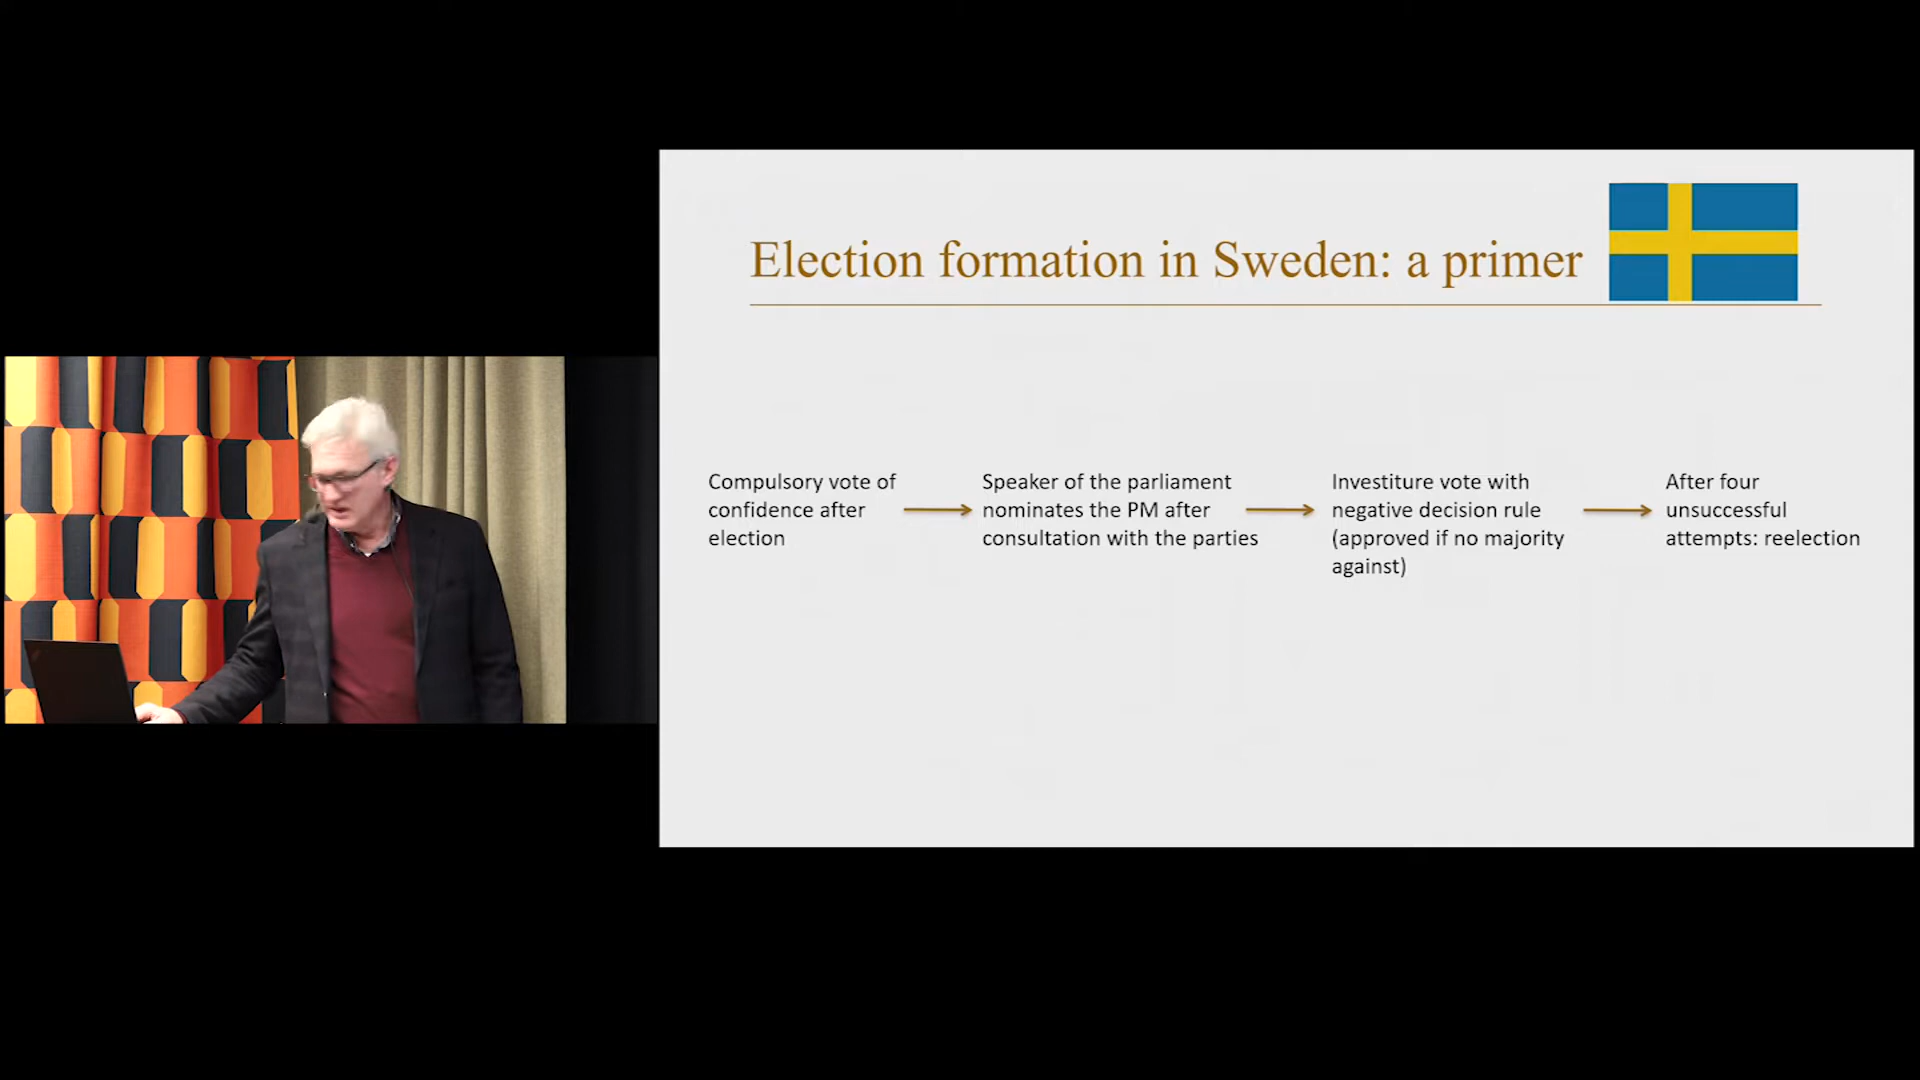 Election formation in Sweden: a primer
Compulsory vote of
confidence after
election
Speaker of the parliament
nominates the PM after
consultation with the parties
Investiture vote with
negative decision rule
(approved if no majority
against)
After four
unsuccessful
attempts: reelection